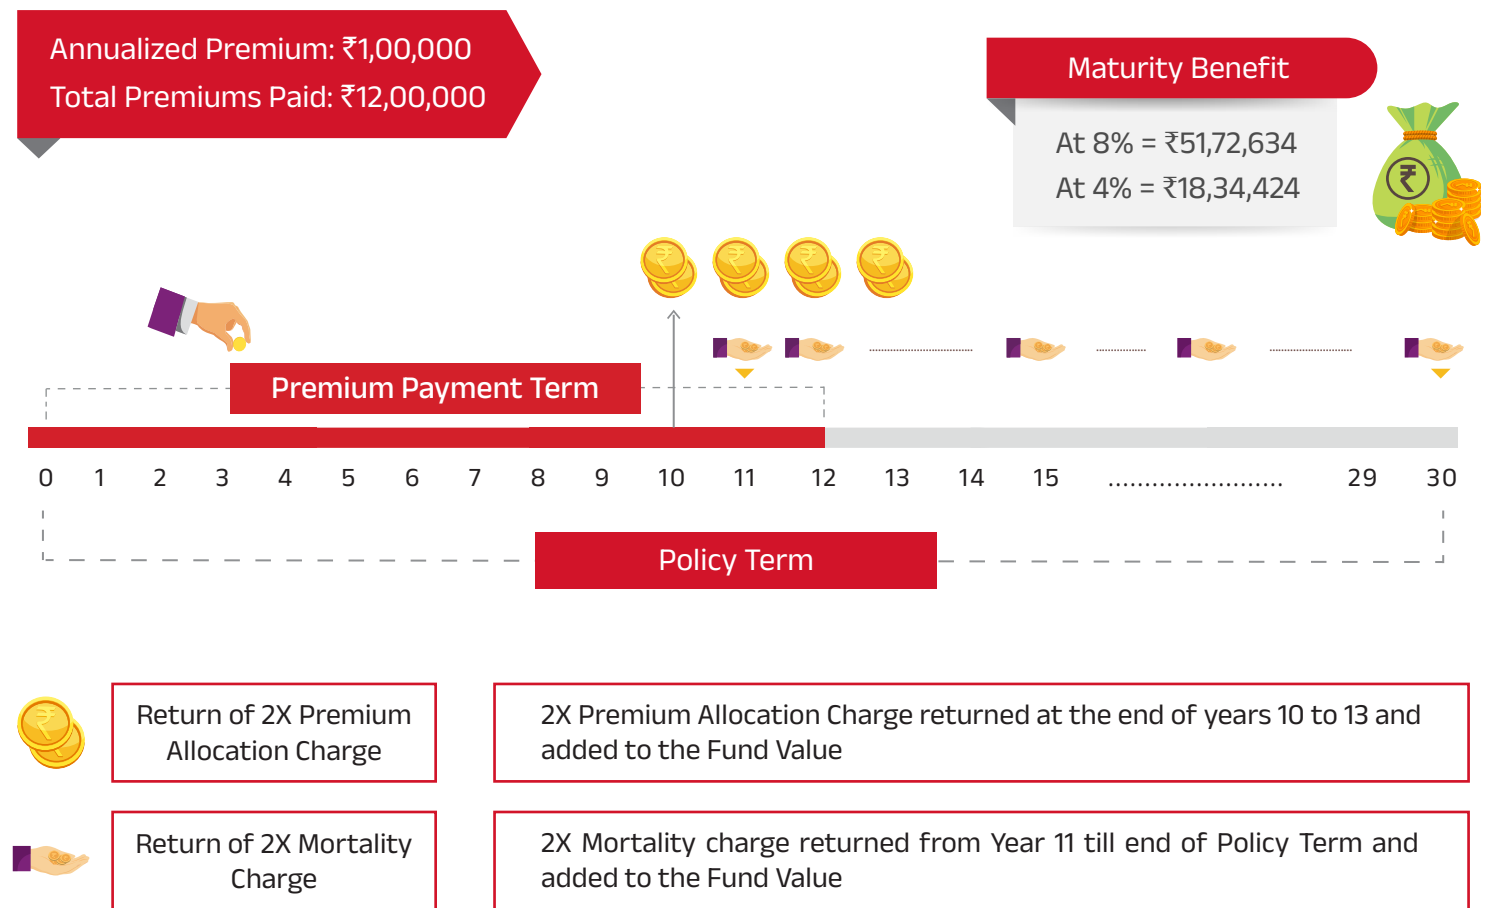 Annualized Premium: ₹1,00,000
Total Premiums Paid: ₹12,00,000
Maturity Benefit
At 8% = ₹51,72,634
At 4% = ₹18,34,424
Premium Payment Term
0 1 2 3 4 5 6 7 8 9 10 11 12 13 14 15 ........................ 29 30
Policy Term
Return of 2X Premium
Allocation Charge
2X Premium Allocation Charge returned at the end of years 10 to 13 and
added to the Fund Value
Return of 2X Mortality
Charge
2X Mortality charge returned from Year 11 till end of Policy Term and
added to the Fund Value